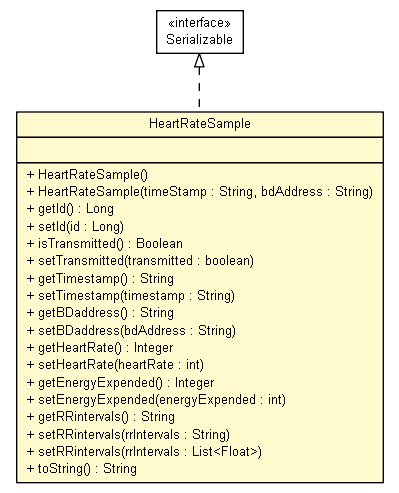 «interface»
Serializable
HeartRateSample
+ HeartRateSample()
+ HeartRateSample(timeStamp : String, bdAddress : String)
+ getId() : Long
+ setId(id : Long)
+ isTransmitted() : Boolean
+ setTransmitted(transmitted : boolean)
+ getTimestamp() : String
+ setTimestamp(timestamp : String)
+ getBDaddress() : String
+ setBDaddress(bdAddress : String)
+ getHeartRate() : Integer
+ setHeartRate(heartRate : int)
+ getEnergyExpended() : Integer
+ setEnergyExpended(energyExpended : int)
+ getRRintervals() : String
+ setRRintervals(rrIntervals : String)
+ setRRintervals(rrIntervals : List<Float>)
+ toString() : String